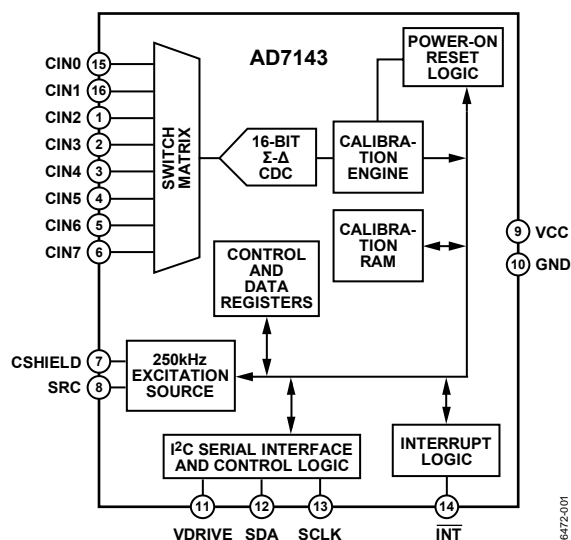 AD7143
POWER-ON
RESET
LOGIC
CIN0 15
CIN1 16
CIN2 1
CIN3 2
CIN4 3
CIN5 4
CIN6 5
CIN7 6
SWITCH
MATRIX
16-BIT
Σ-Δ
CDC
CALIBRA-
TION
ENGINE
CALIBRA-
TION
RAM
9 VCC
10 GND
CONTROL
AND
DATA
REGISTERS
CSHIELD 7
SRC 8
250kHz
EXCITATION
SOURCE
I²C SERIAL INTERFACE
AND CONTROL LOGIC
INTERRUPT
LOGIC
11 12 13 14
VDRIVE SDA SCLK I̅N̅T̅
6472-001